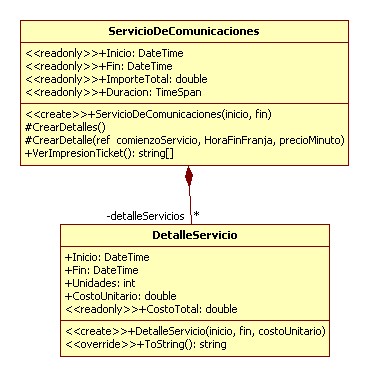 ServicioDeComunicaciones
<<readonly>>+Inicio: DateTime
<<readonly>>+Fin: DateTime
<<readonly>>+ImporteTotal: double
<<readonly>>+Duracion: TimeSpan
<<create>>+ServicioDeComunicaciones(inicio, fin)
#CrearDetalles()
#CrearDetalle(ref comienzoServicio, HoraFinFranja, precioMinuto)
+VerImpresionTicket(): string[]
-detalleServicios *
DetalleServicio
+Inicio: DateTime
+Fin: DateTime
+Unidades: int
+CostoUnitario: double
<<readonly>>+CostoTotal: double
<<create>>+DetalleServicio(inicio, fin, costoUnitario)
<<override>>+ToString(): string